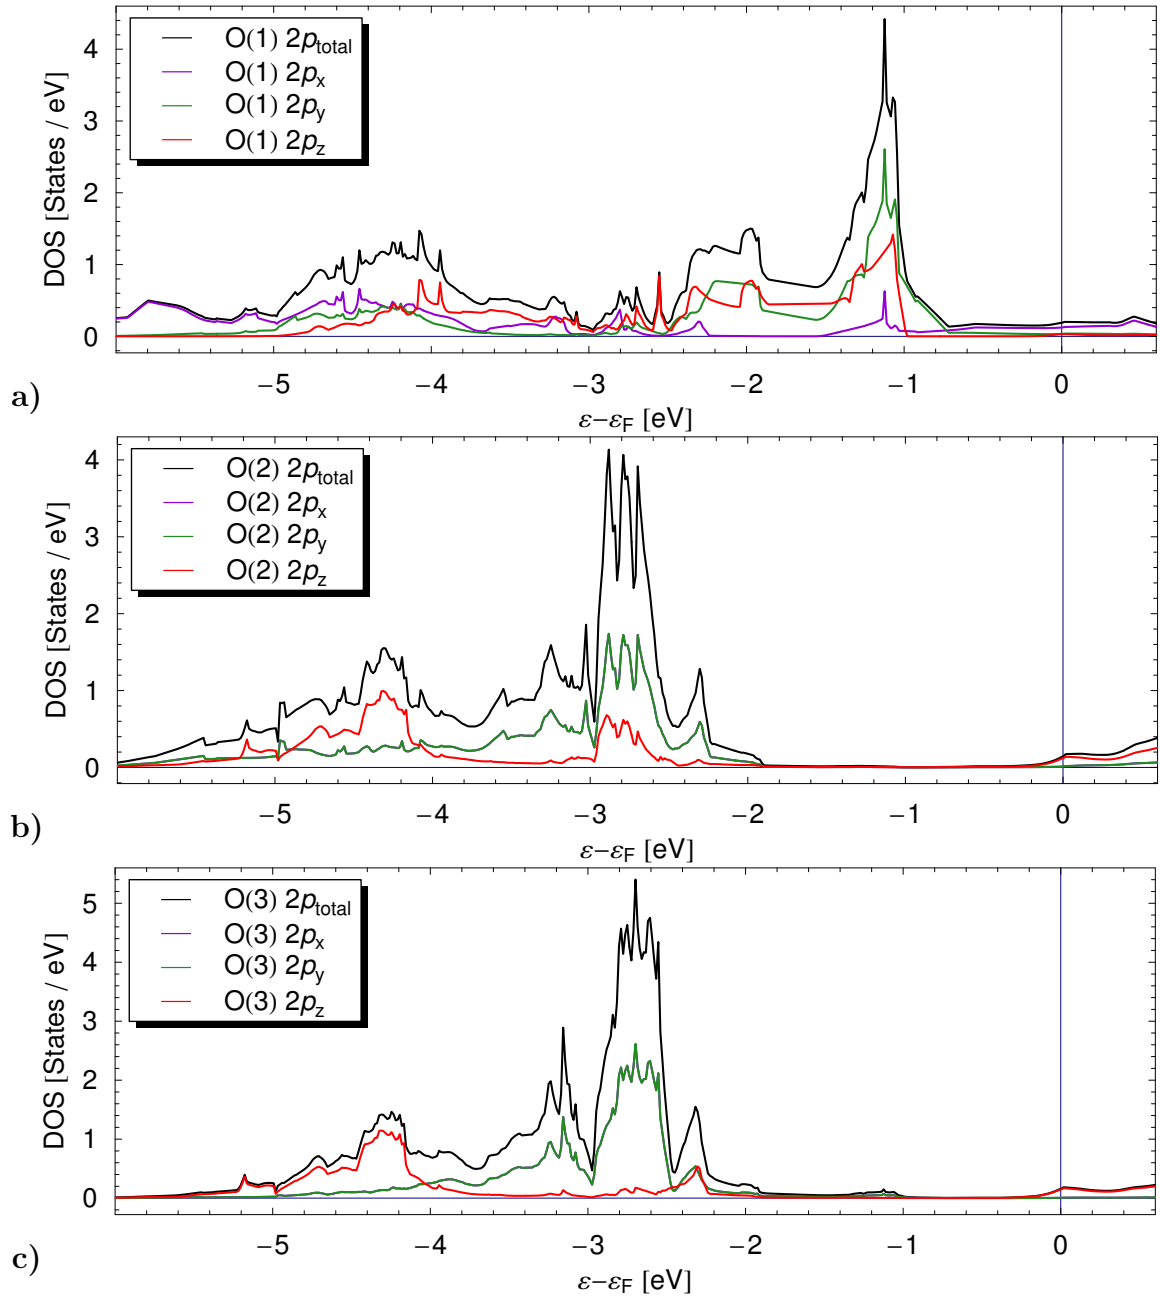 O(1) 2p_total
O(1) 2p_x
O(1) 2p_y
O(1) 2p_z
DOS [States / eV]
4
3
2
1
0
−5 −4 −3 −2 −1 0
ε−ε_F [eV]
a)
O(2) 2p_total
O(2) 2p_x
O(2) 2p_y
O(2) 2p_z
DOS [States / eV]
4
3
2
1
0
−5 −4 −3 −2 −1 0
ε−ε_F [eV]
b)
O(3) 2p_total
O(3) 2p_x
O(3) 2p_y
O(3) 2p_z
DOS [States / eV]
5
4
3
2
1
0
−5 −4 −3 −2 −1 0
ε−ε_F [eV]
c)